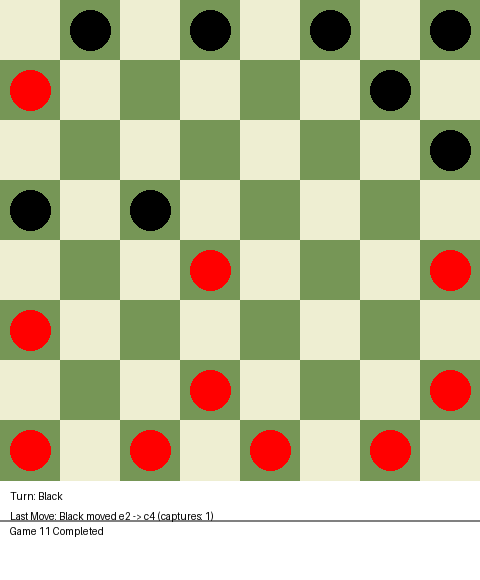 Turn: Black
Last Move: Black moved e2 -> c4 (captures: 1)
Game 11 Completed